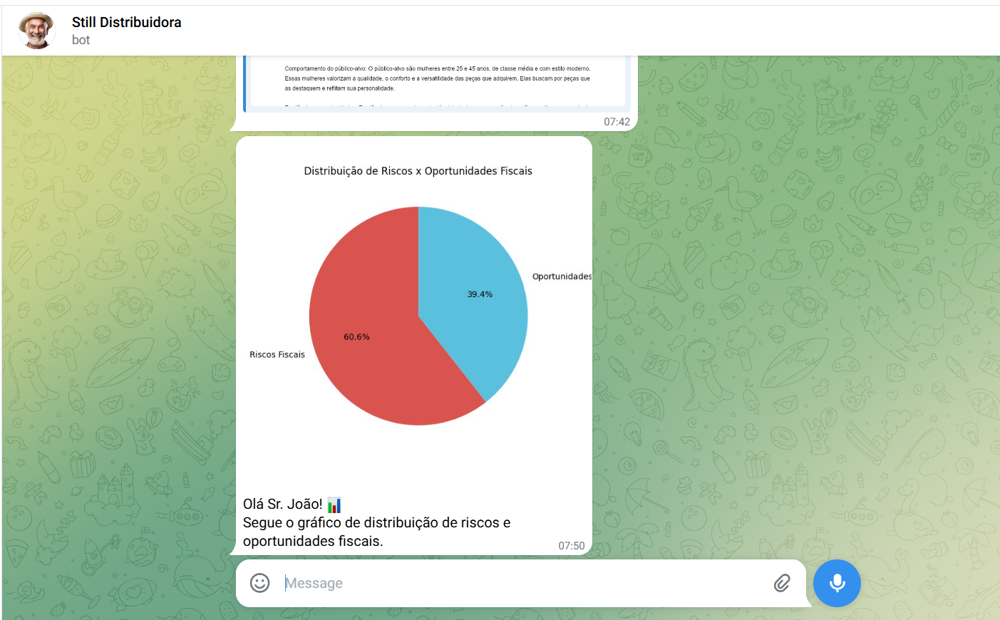 Still Distribuidora
bot
Comportamento do público-alvo: O público-alvo são mulheres entre 25 e 45 anos, de classe média e com estilo moderno.
Essas mulheres valorizam a qualidade, o conforto e a versatilidade das peças que adquirem. Elas buscam por peças que
as destaquem e reflitam sua personalidade.
07:42
Distribuição de Riscos x Oportunidades Fiscais
Oportunidades
39.4%
60.6%
Riscos Fiscais
Olá Sr. João! 📊
Segue o gráfico de distribuição de riscos e
oportunidades fiscais.
07:50
Message